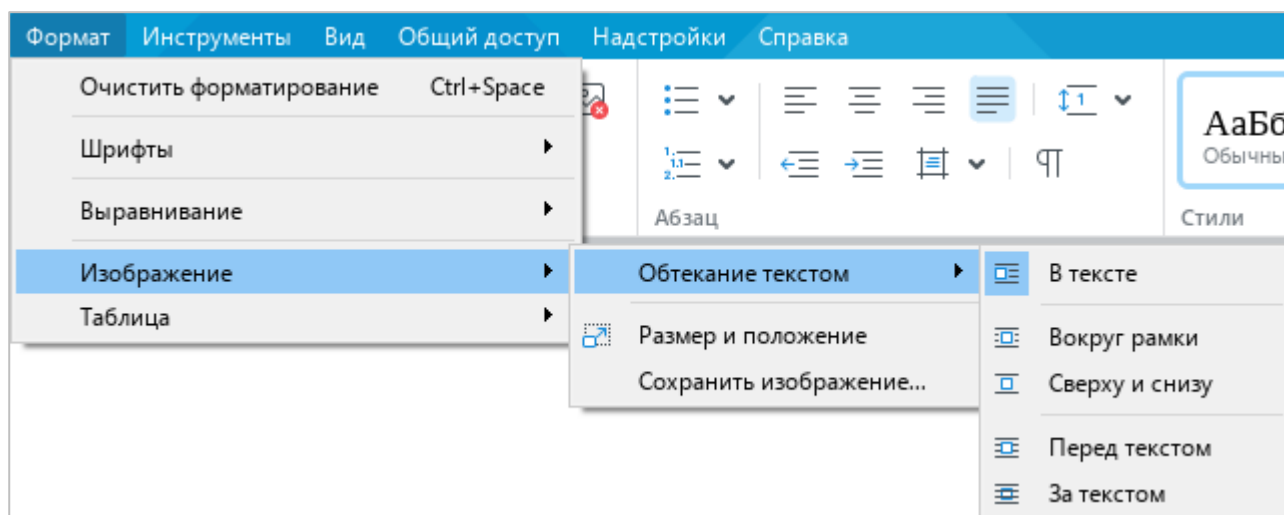 Формат Инструменты Вид Общий доступ Надстройки Справка
Очистить форматирование Ctrl+Space
Шрифты
Выравнивание
Изображение
Таблица
Абзац
АаБб
Стили
Обтекание текстом
Размер и положение
Сохранить изображение...
В тексте
Вокруг рамки
Сверху и снизу
Перед текстом
За текстом